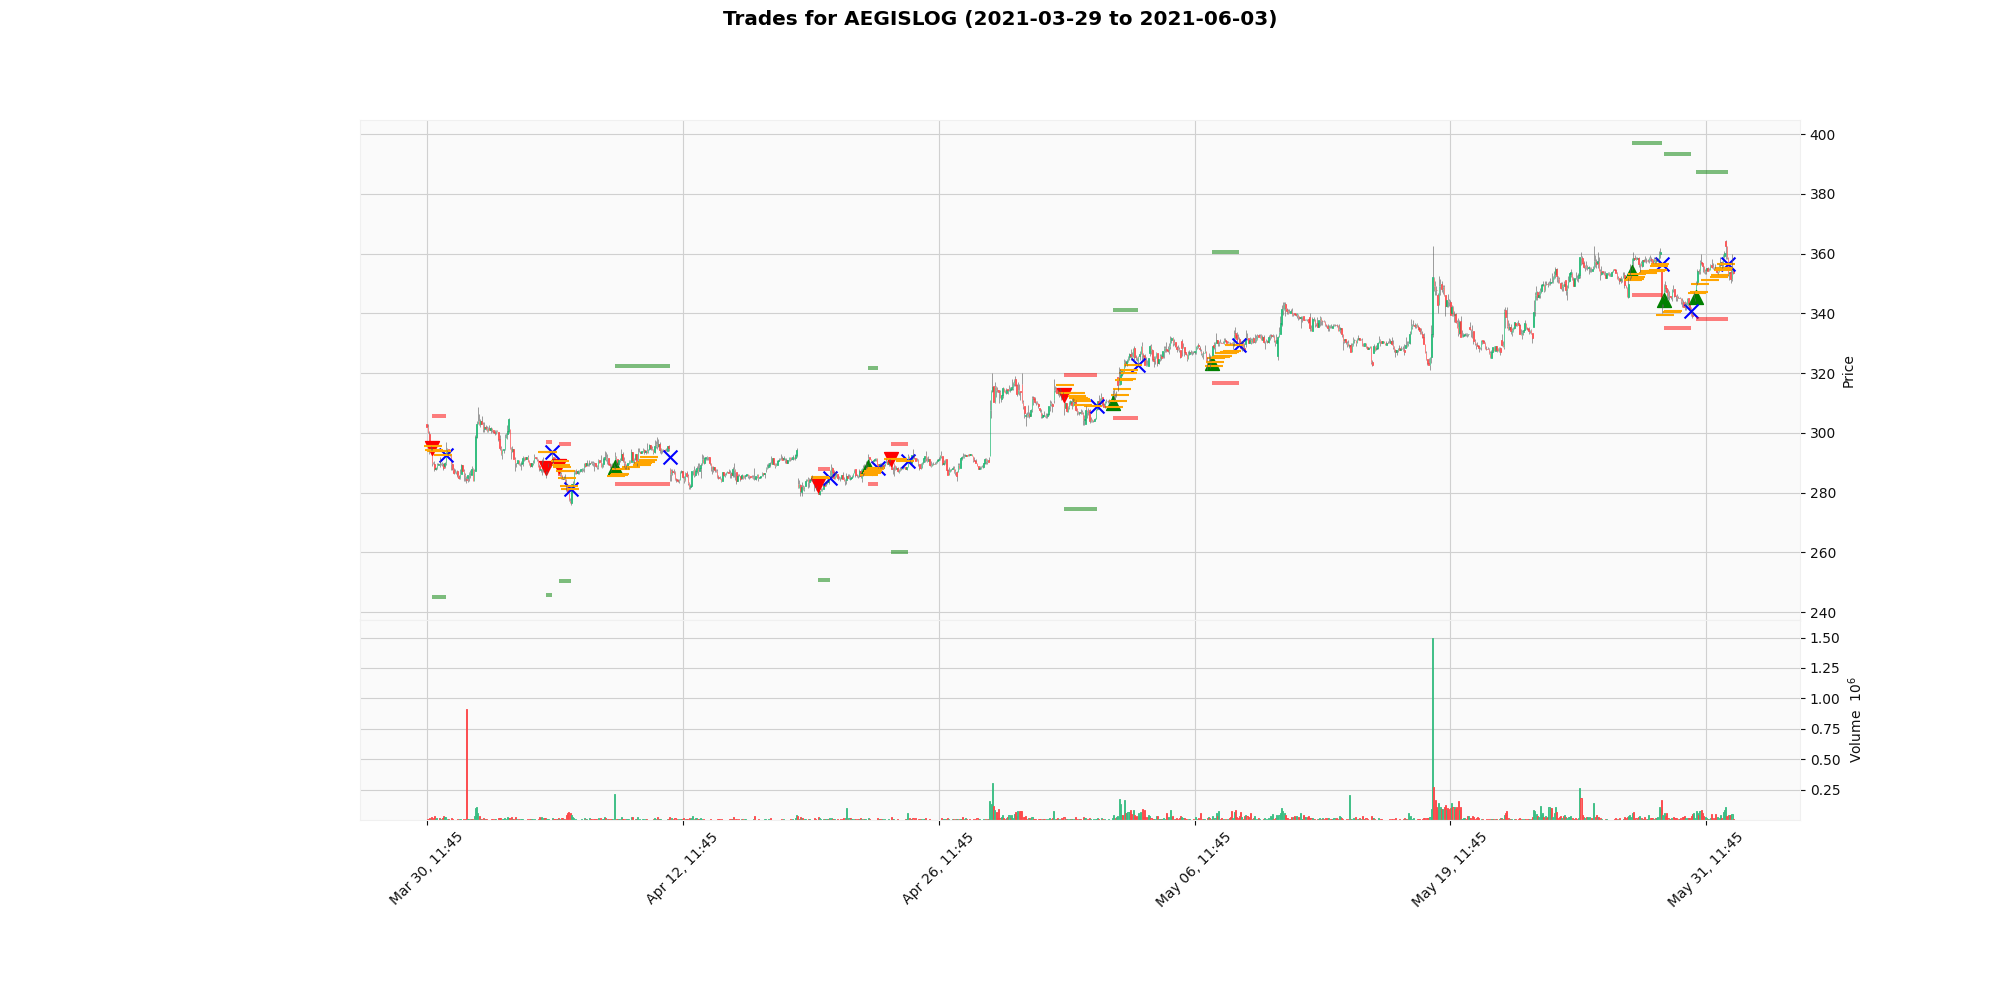 Trades for AEGISLOG (2021-03-29 to 2021-06-03)
400
380
360
340
320
300
280
260
240
Price
1.50
1.25
1.00
0.75
0.50
0.25
Volume 10^6
Mar 30, 11:45
Apr 12, 11:45
Apr 26, 11:45
May 06, 11:45
May 19, 11:45
May 31, 11:45